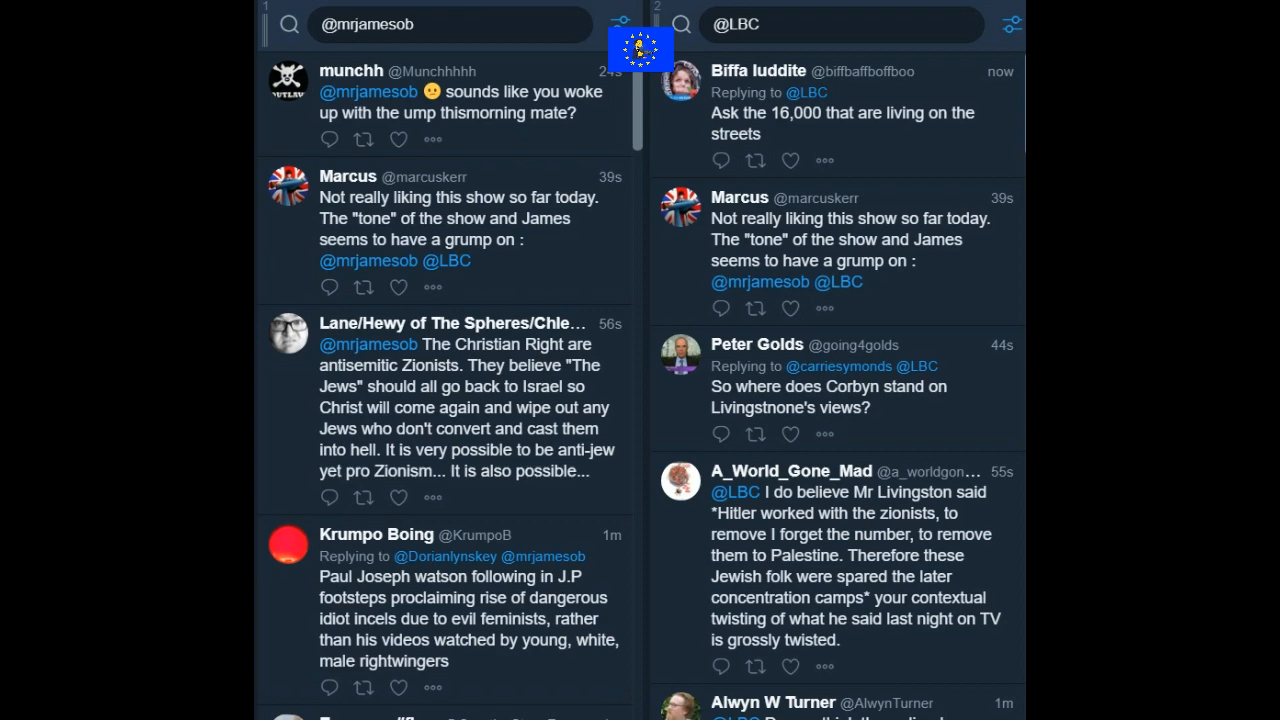 1
@mrjamesob
munchh @Munchhhhh 24s
@mrjamesob 😕 sounds like you woke
up with the ump thismorning mate?
Marcus @marcuskerr 39s
Not really liking this show so far today.
The "tone" of the show and James
seems to have a grump on :
@mrjamesob @LBC
Lane/Hewy of The Spheres/Chle... 56s
@mrjamesob The Christian Right are
antisemitic Zionists. They believe "The
Jews" should all go back to Israel so
Christ will come again and wipe out any
Jews who don't convert and cast them
into hell. It is very possible to be anti-jew
yet pro Zionism... It is also possible...
Krumpo Boing @KrumpoB 1m
Replying to @Dorianlynskey @mrjamesob
Paul Joseph watson following in J.P
footsteps proclaiming rise of dangerous
idiot incels due to evil feminists, rather
than his videos watched by young, white,
male rightwingers
2
@LBC
Biffa luddite @biffbaffboffboo now
Replying to @LBC
Ask the 16,000 that are living on the
streets
Marcus @marcuskerr 39s
Not really liking this show so far today.
The "tone" of the show and James
seems to have a grump on :
@mrjamesob @LBC
Peter Golds @going4golds 44s
Replying to @carriesymonds @LBC
So where does Corbyn stand on
Livingstnone's views?
A_World_Gone_Mad @a_worldgon... 55s
@LBC I do believe Mr Livingston said
*Hitler worked with the zionists, to
remove I forget the number, to remove
them to Palestine. Therefore these
Jewish folk were spared the later
concentration camps* your contextual
twisting of what he said last night on TV
is grossly twisted.
Alwyn W Turner @AlwynTurner 1m